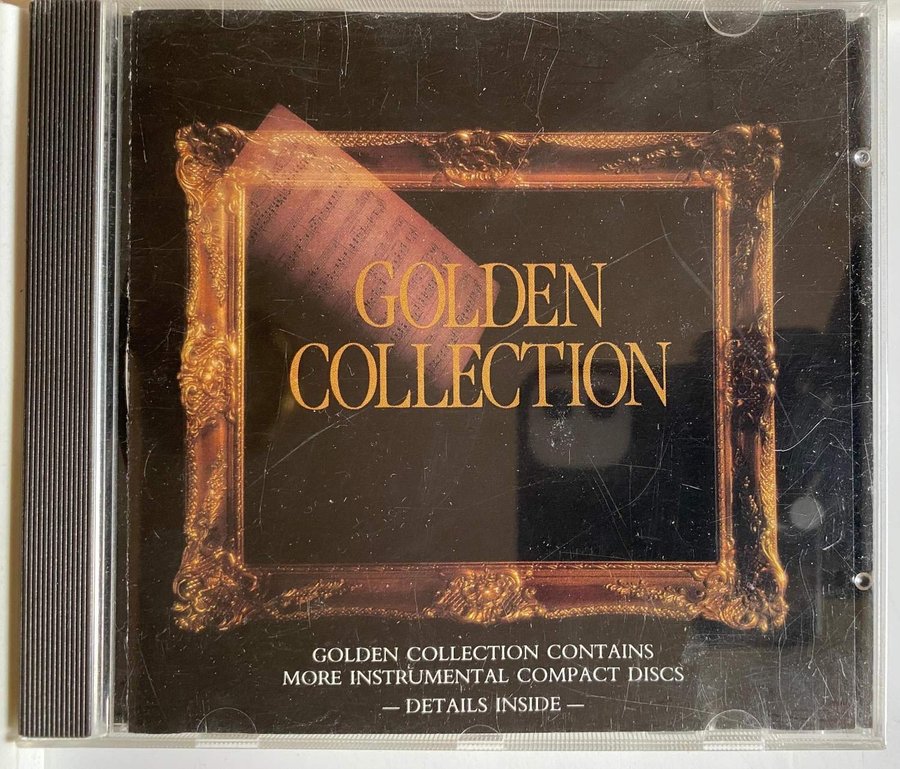 GOLDEN
COLLECTION
GOLDEN COLLECTION CONTAINS
MORE INSTRUMENTAL COMPACT DISCS
— DETAILS INSIDE —